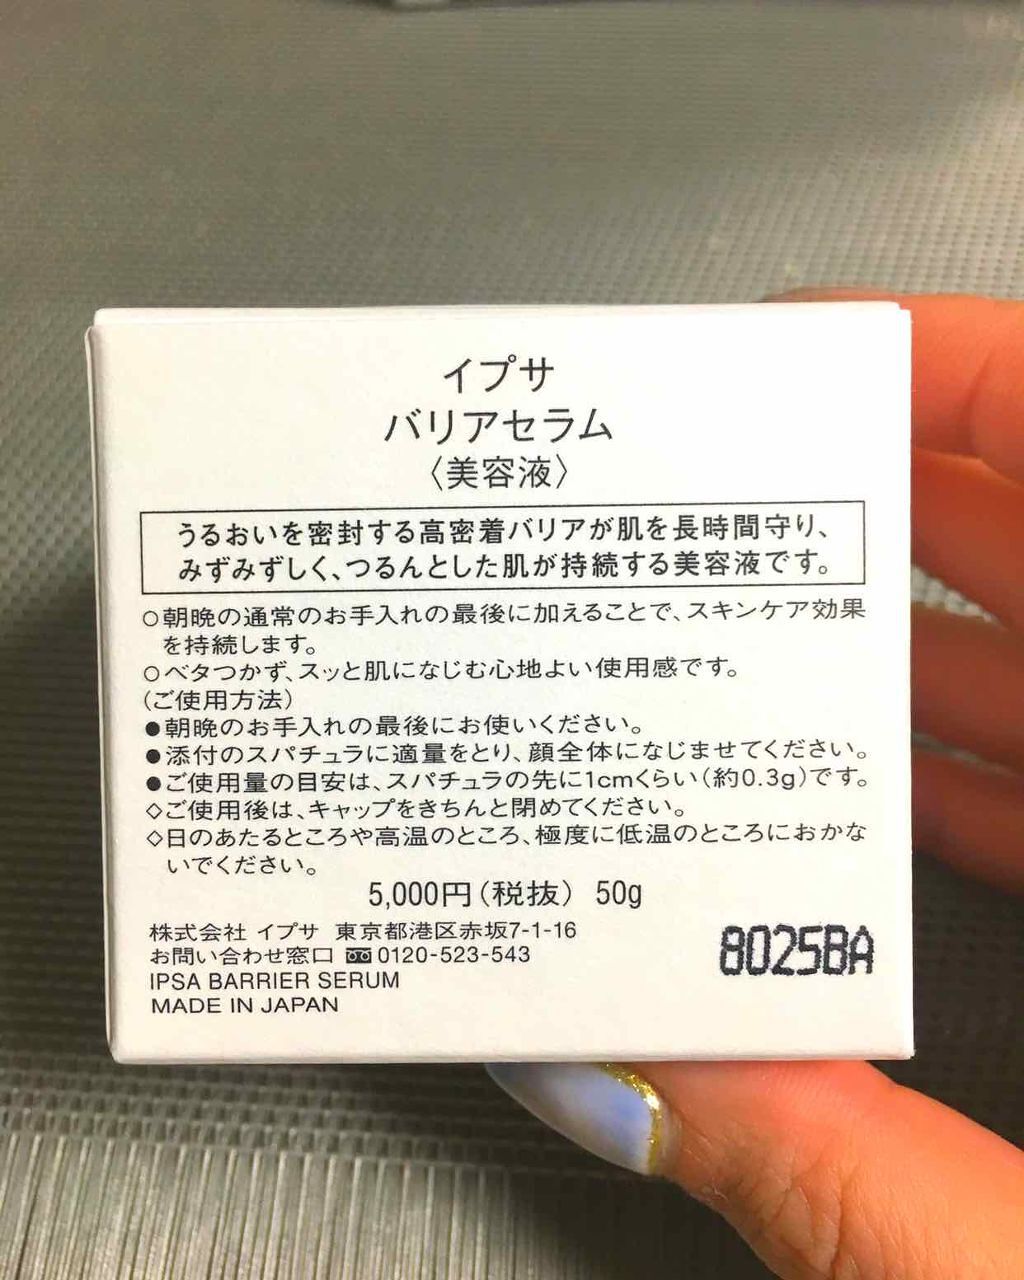 イプサ
バリアセラム
〈美容液〉
うるおいを密封する高密着バリアが肌を長時間守り、
みずみずしく、つるんとした肌が持続する美容液です。
○朝晩の通常のお手入れの最後に加えることで、スキンケア効果
を持続します。
○ベタつかず、スッと肌になじむ心地よい使用感です。
(ご使用方法)
●朝晩のお手入れの最後にお使いください。
●添付のスパチュラに適量をとり、顔全体になじませてください。
●ご使用量の目安は、スパチュラの先に1cmくらい(約0.3g)です。
◇ご使用後は、キャップをきちんと閉めてください。
◇日のあたるところや高温のところ、極度に低温のところにおかな
いでください。
5,000円(税抜) 50g
株式会社 イプサ 東京都港区赤坂7-1-16
お問い合わせ窓口 0120-523-543
IPSA BARRIER SERUM
MADE IN JAPAN
8025BA